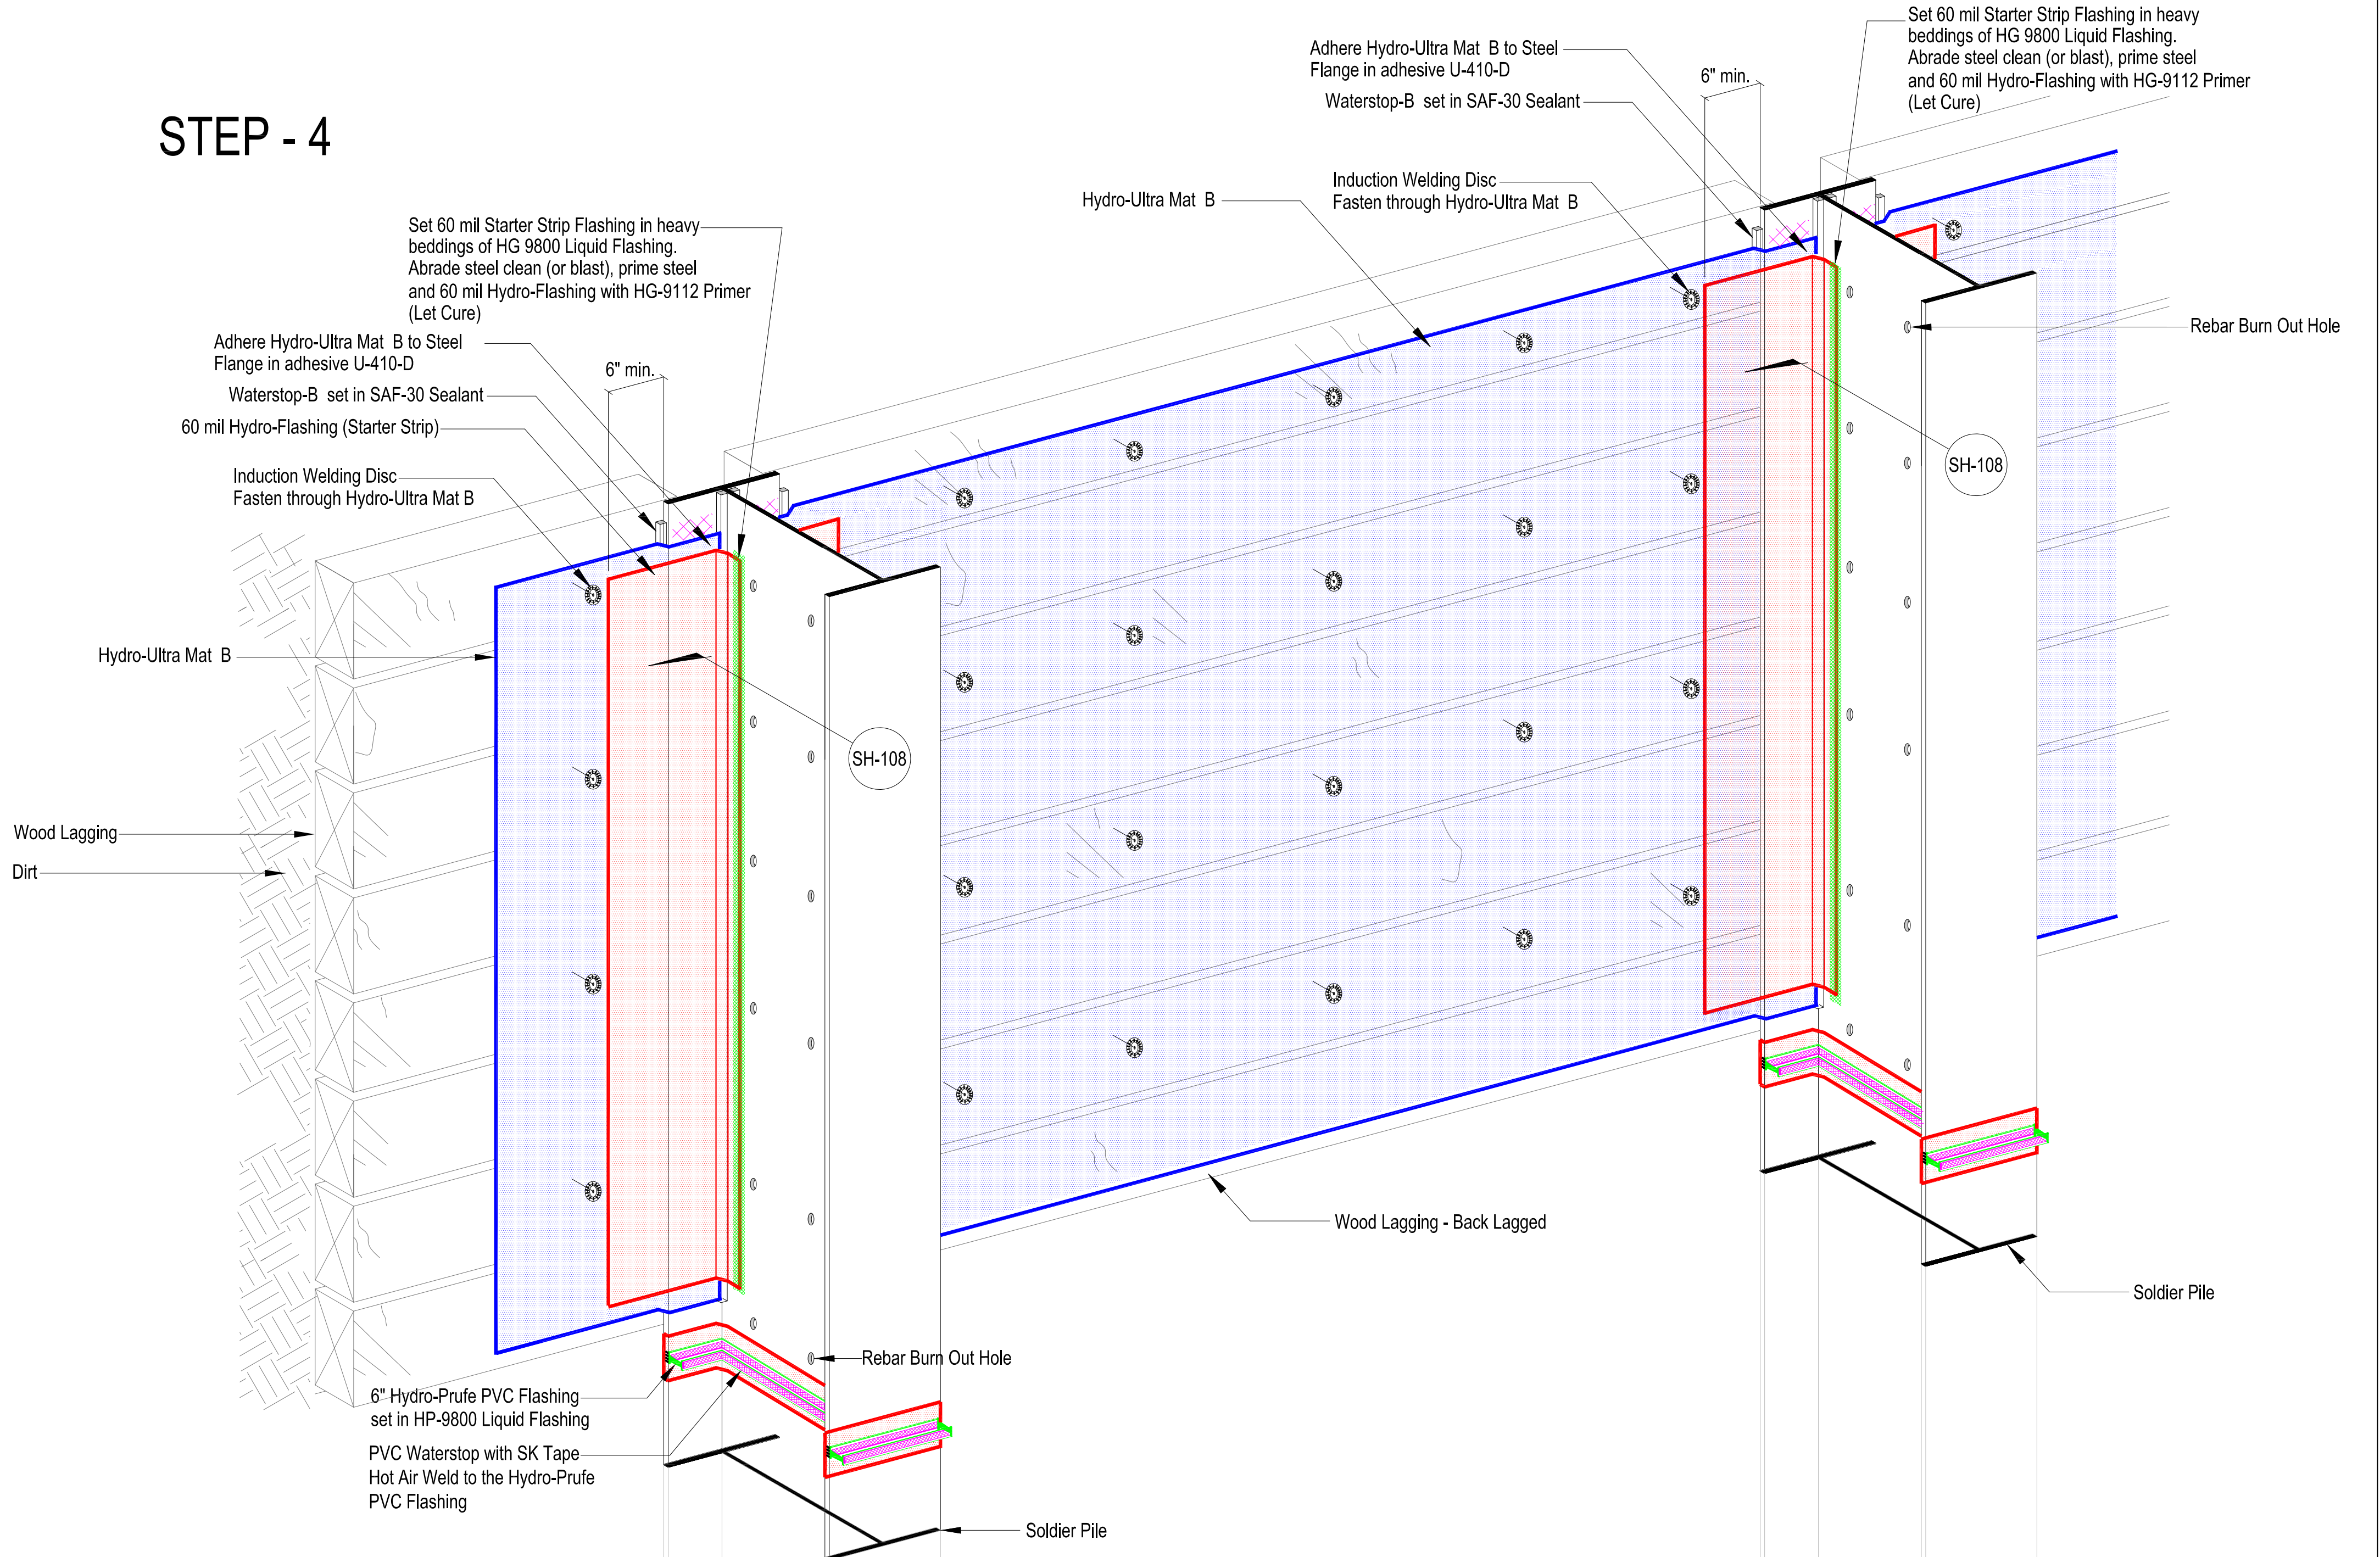 STEP - 4
Set 60 mil Starter Strip Flashing in heavy
beddings of HG 9800 Liquid Flashing.
Abrade steel clean (or blast), prime steel
and 60 mil Hydro-Flashing with HG-9112 Primer
(Let Cure)
Adhere Hydro-Ultra Mat B to Steel
Flange in adhesive U-410-D
6" min.
Waterstop-B set in SAF-30 Sealant
60 mil Hydro-Flashing (Starter Strip)
Induction Welding Disc
Fasten through Hydro-Ultra Mat B
Hydro-Ultra Mat B
SH-108
Wood Lagging
Dirt
Rebar Burn Out Hole
6" Hydro-Prufe PVC Flashing
set in HP-9800 Liquid Flashing
PVC Waterstop with SK Tape
Hot Air Weld to the Hydro-Prufe
PVC Flashing
Soldier Pile
Set 60 mil Starter Strip Flashing in heavy
beddings of HG 9800 Liquid Flashing.
Abrade steel clean (or blast), prime steel
and 60 mil Hydro-Flashing with HG-9112 Primer
(Let Cure)
Adhere Hydro-Ultra Mat B to Steel
Flange in adhesive U-410-D
6" min.
Waterstop-B set in SAF-30 Sealant
Induction Welding Disc
Fasten through Hydro-Ultra Mat B
Hydro-Ultra Mat B
Rebar Burn Out Hole
SH-108
Wood Lagging - Back Lagged
Soldier Pile